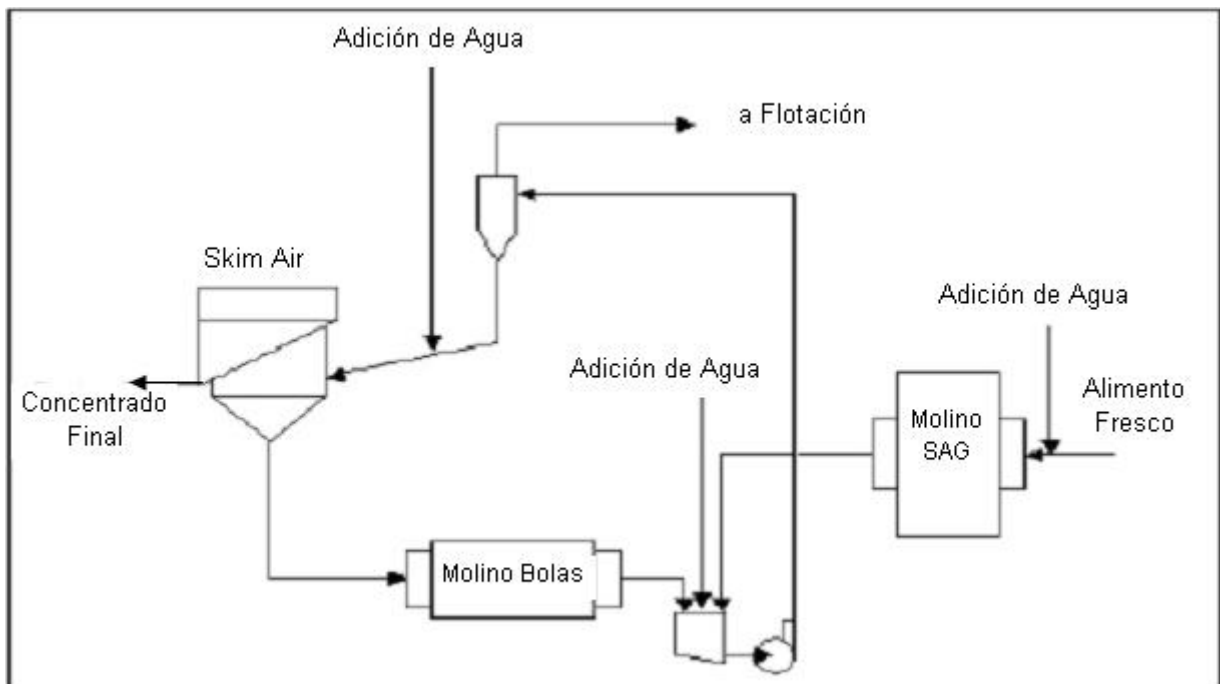 Adición de Agua
a Flotación
Skim Air
Adición de Agua
Adición de Agua
Alimento
Fresco
Molino
SAG
Concentrado
Final
Molino Bolas